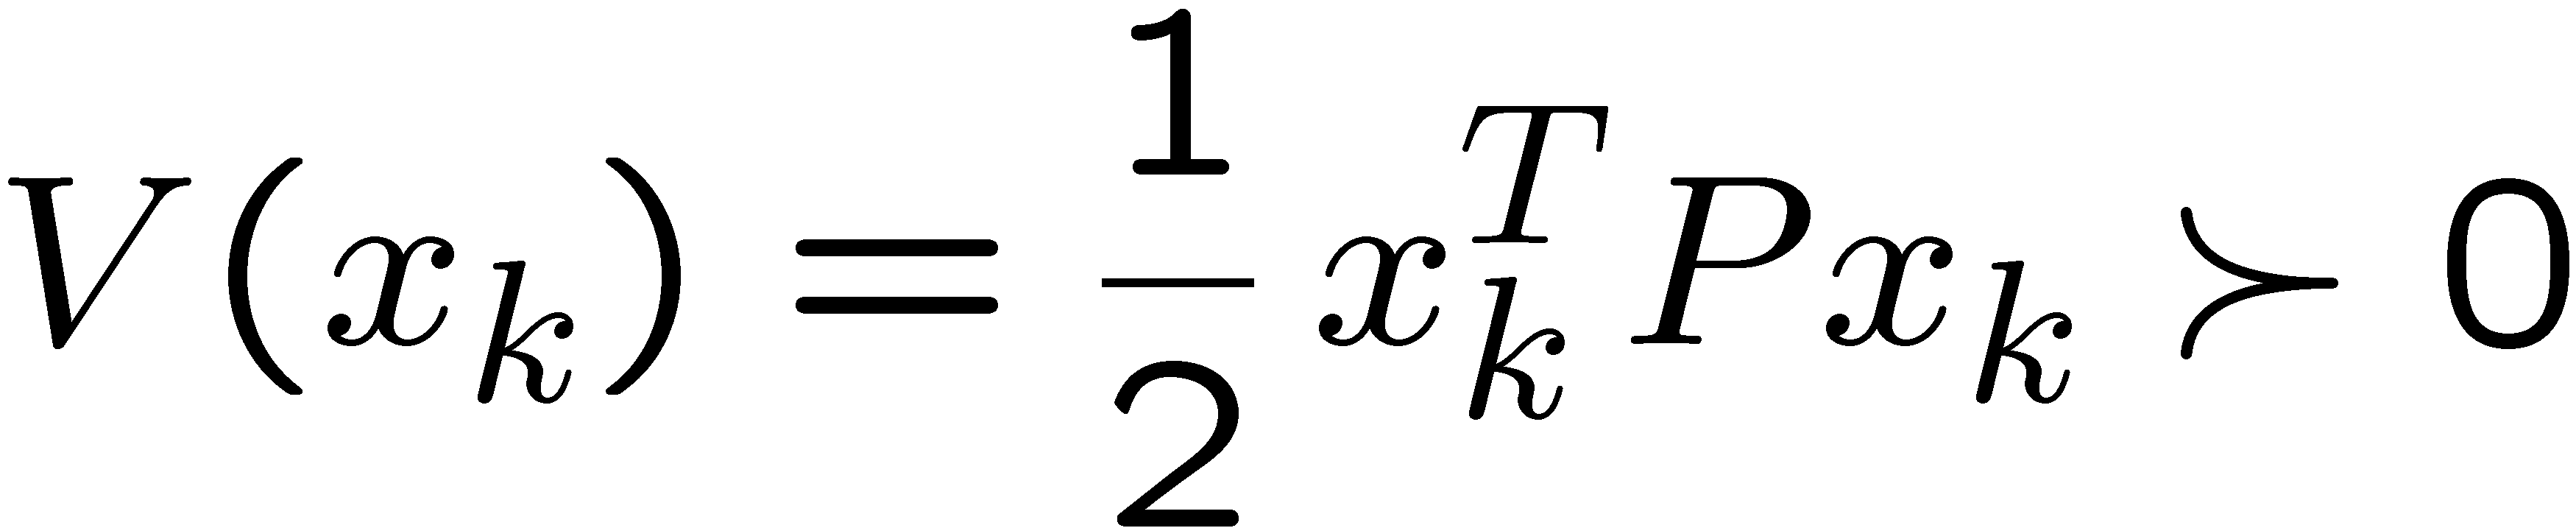 V(x_k) = \frac{1}{2} x_k^T P x_k \succ 0